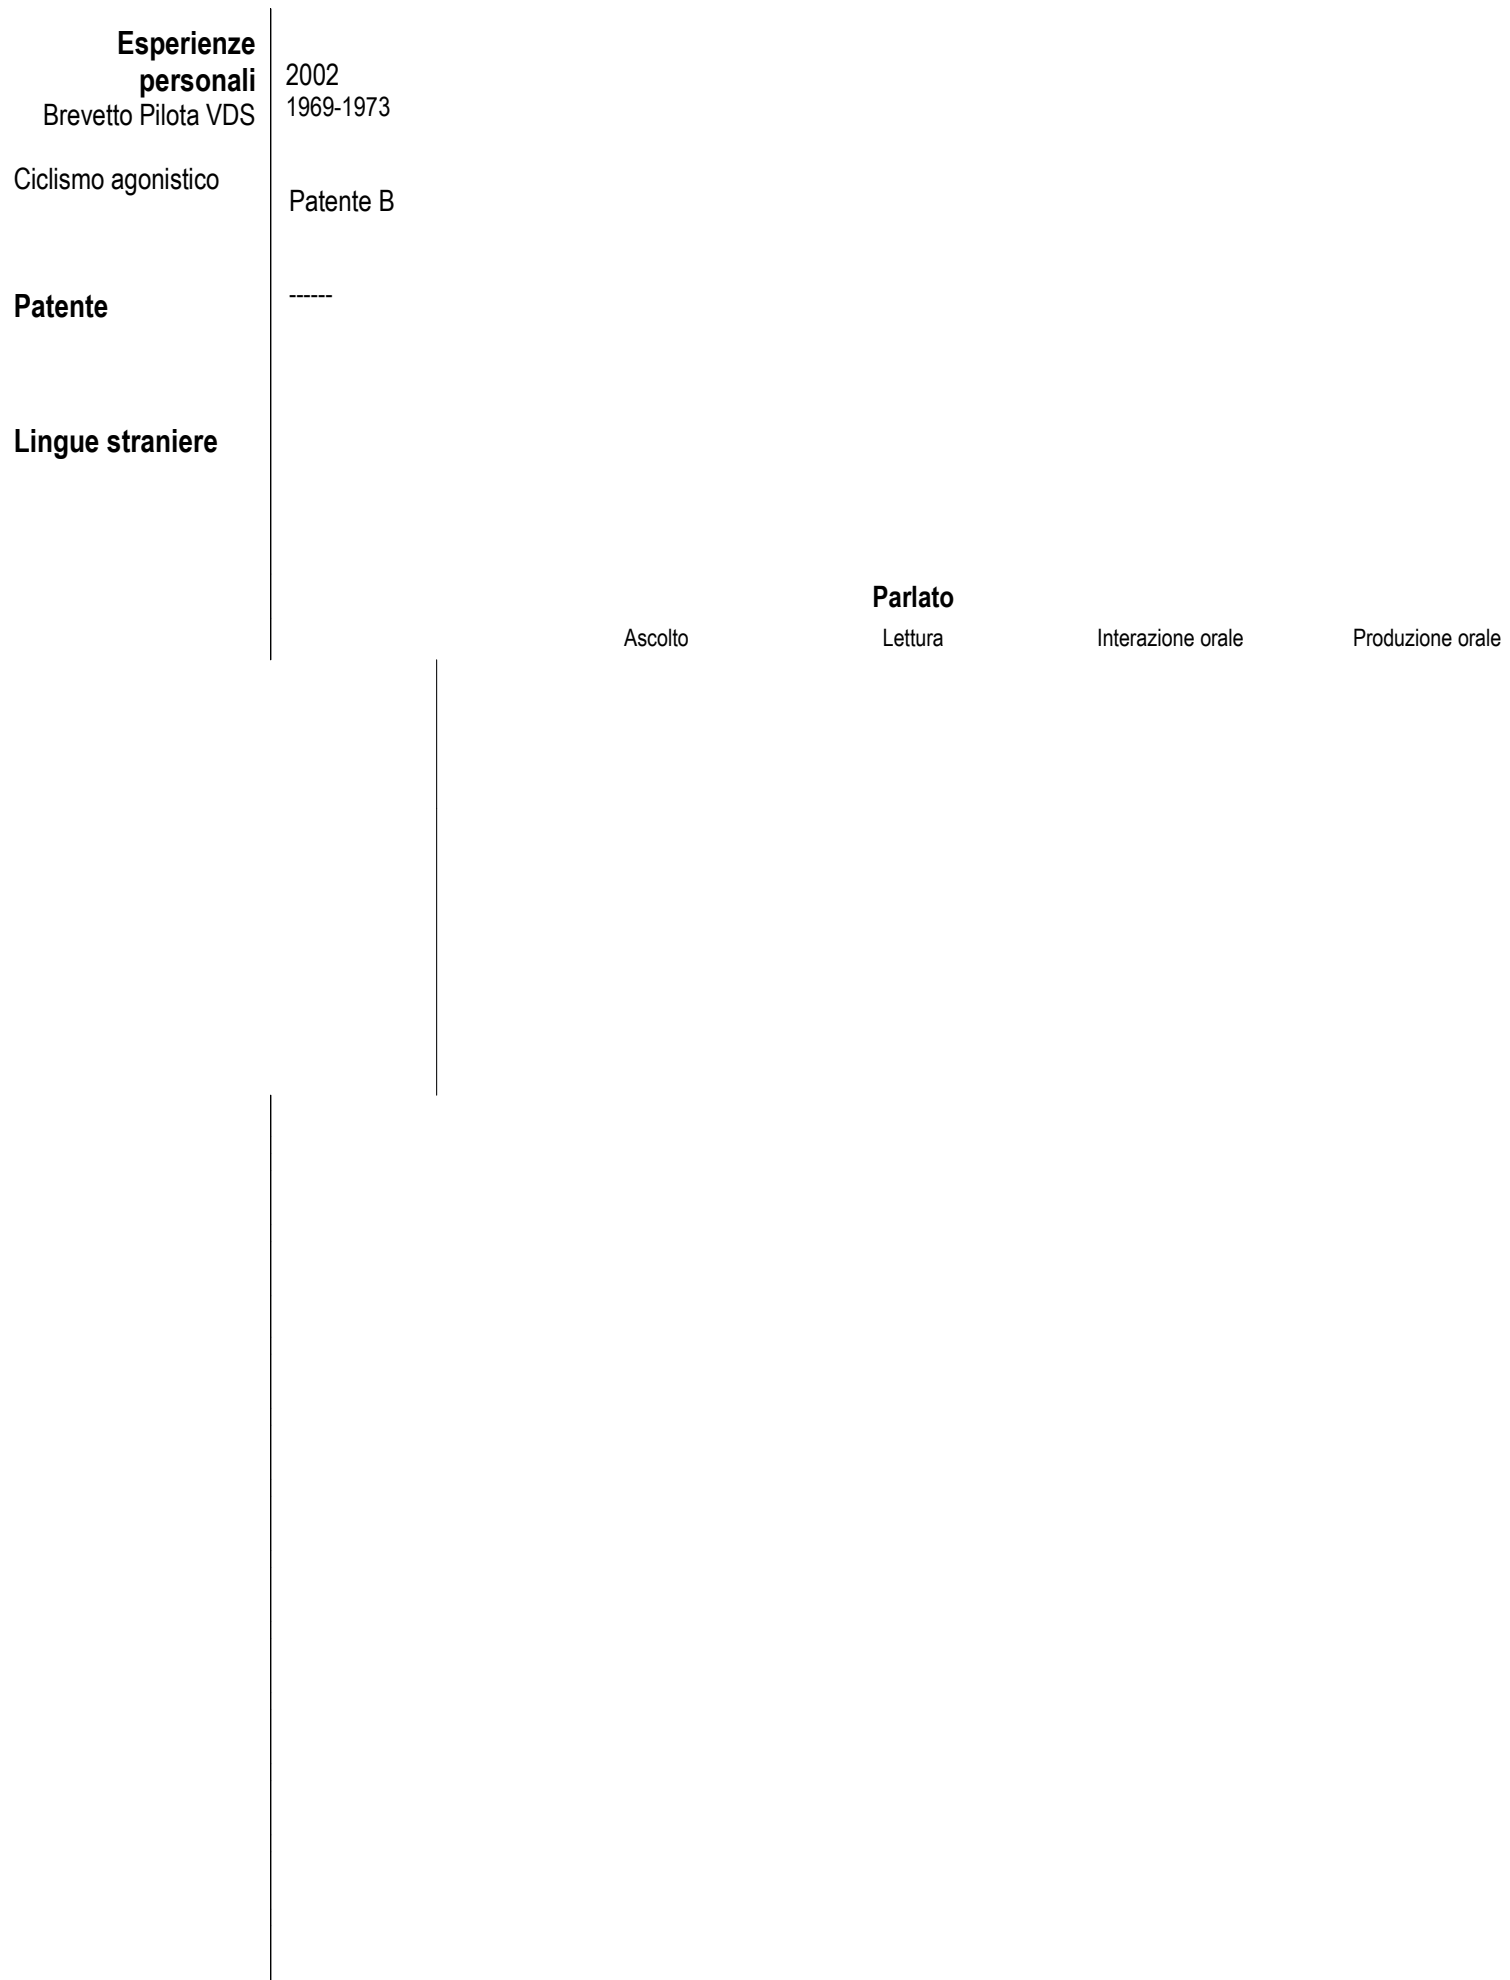 Esperienze
personali
Brevetto Pilota VDS
2002
1969-1973
Ciclismo agonistico
Patente B
Patente
------
Lingue straniere
Parlato
Ascolto Lettura Interazione orale Produzione orale